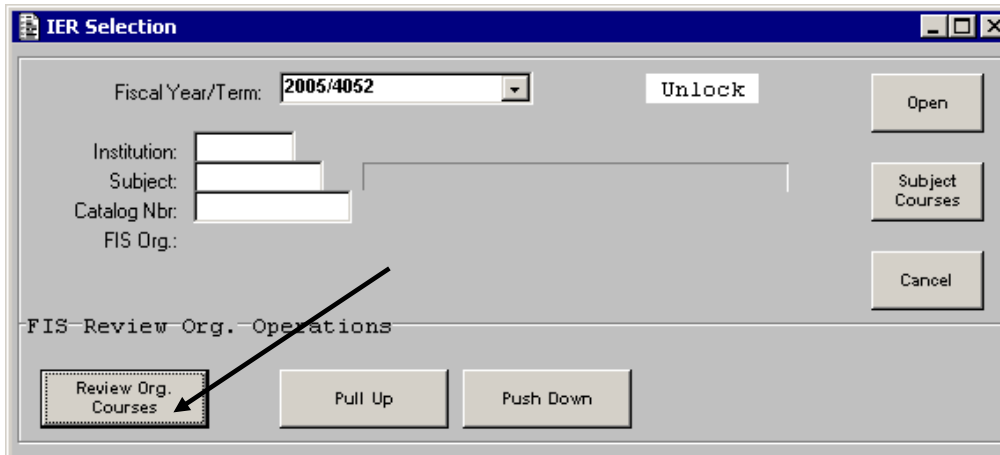 IER Selection
Fiscal Year/Term: 2005/4052 Unlock
Open
Institution:
Subject:
Subject
Courses
Catalog Nbr:
FIS Org.:
Cancel
FIS Review Org. Operations
Review Org.
Courses
Pull Up
Push Down